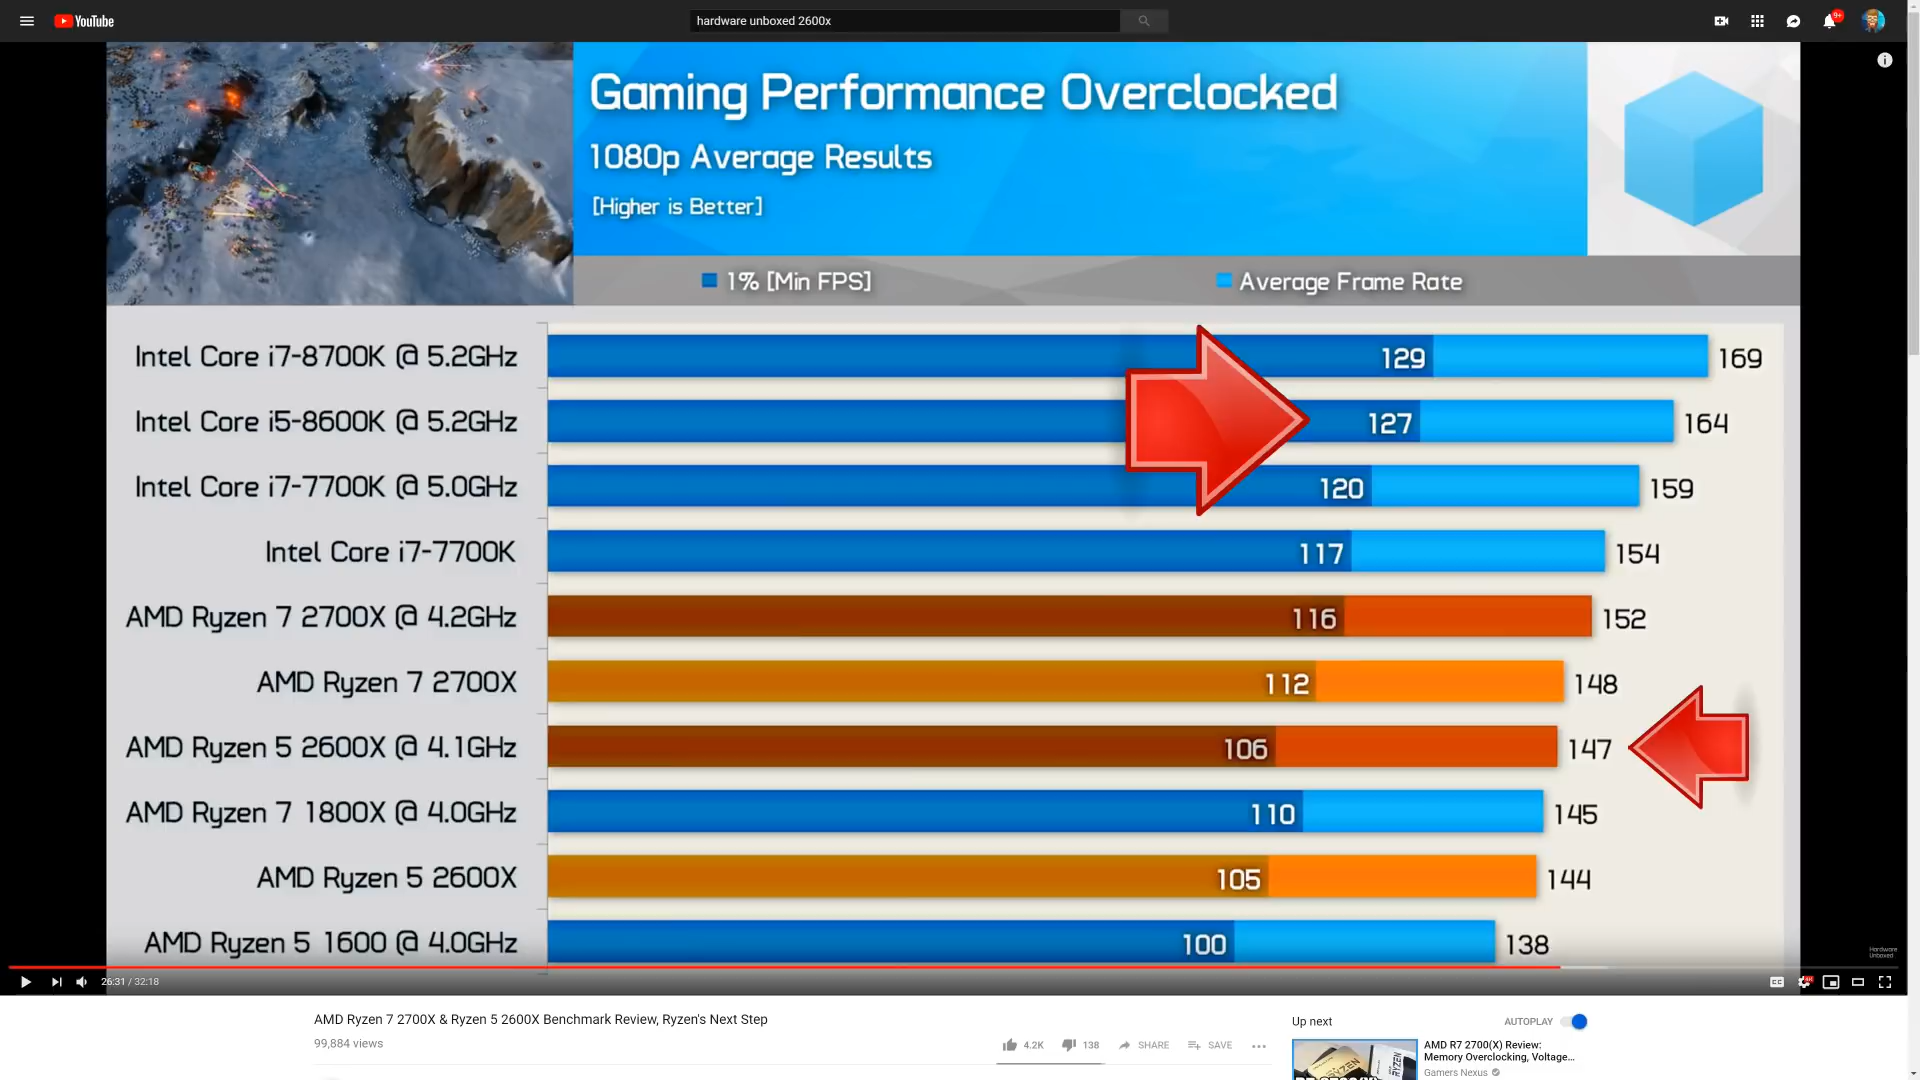 YouTube
hardware unboxed 2600x
9+
Gaming Performance Overclocked
1080p Average Results
[Higher is Better]
1% [Min FPS]
Average Frame Rate
Intel Core i7-8700K @ 5.2GHz 129 169
Intel Core i5-8600K @ 5.2GHz 127 164
Intel Core i7-7700K @ 5.0GHz 120 159
Intel Core i7-7700K 117 154
AMD Ryzen 7 2700X @ 4.2GHz 116 152
AMD Ryzen 7 2700X 112 148
AMD Ryzen 5 2600X @ 4.1GHz 106 147
AMD Ryzen 7 1800X @ 4.0GHz 110 145
AMD Ryzen 5 2600X 105 144
AMD Ryzen 5 1600 @ 4.0GHz 100 138
Hardware
Unboxed
26:31 / 32:18
CC
AMD Ryzen 7 2700X & Ryzen 5 2600X Benchmark Review, Ryzen's Next Step
99,884 views
4.2K 138 SHARE SAVE
Up next
AUTOPLAY
AMD R7 2700(X) Review:
Memory Overclocking, Voltage...
Gamers Nexus
RYZEN
RYZEN